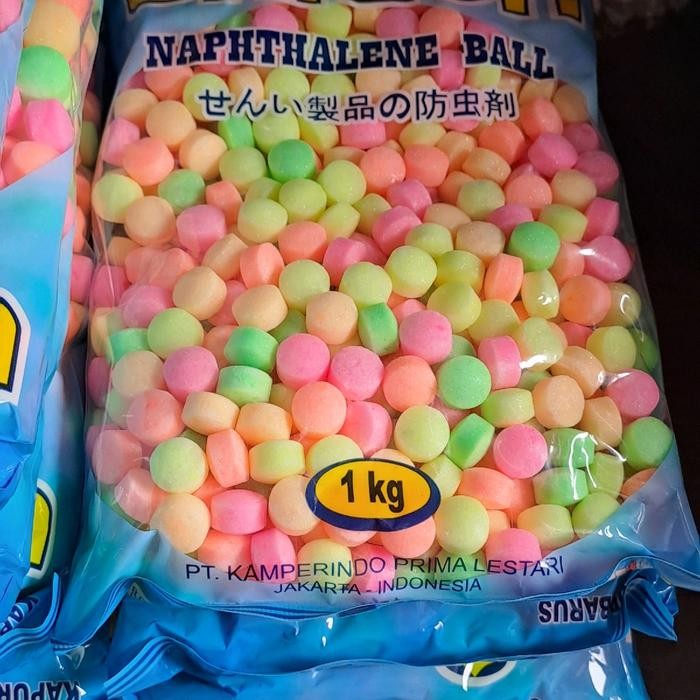 NAPHTHALENE BALL
せんい製品の防虫剤
1 kg
PT. KAMPERINDO PRIMA LESTARI
JAKARTA - INDONESIA
BARUS
KAPUR